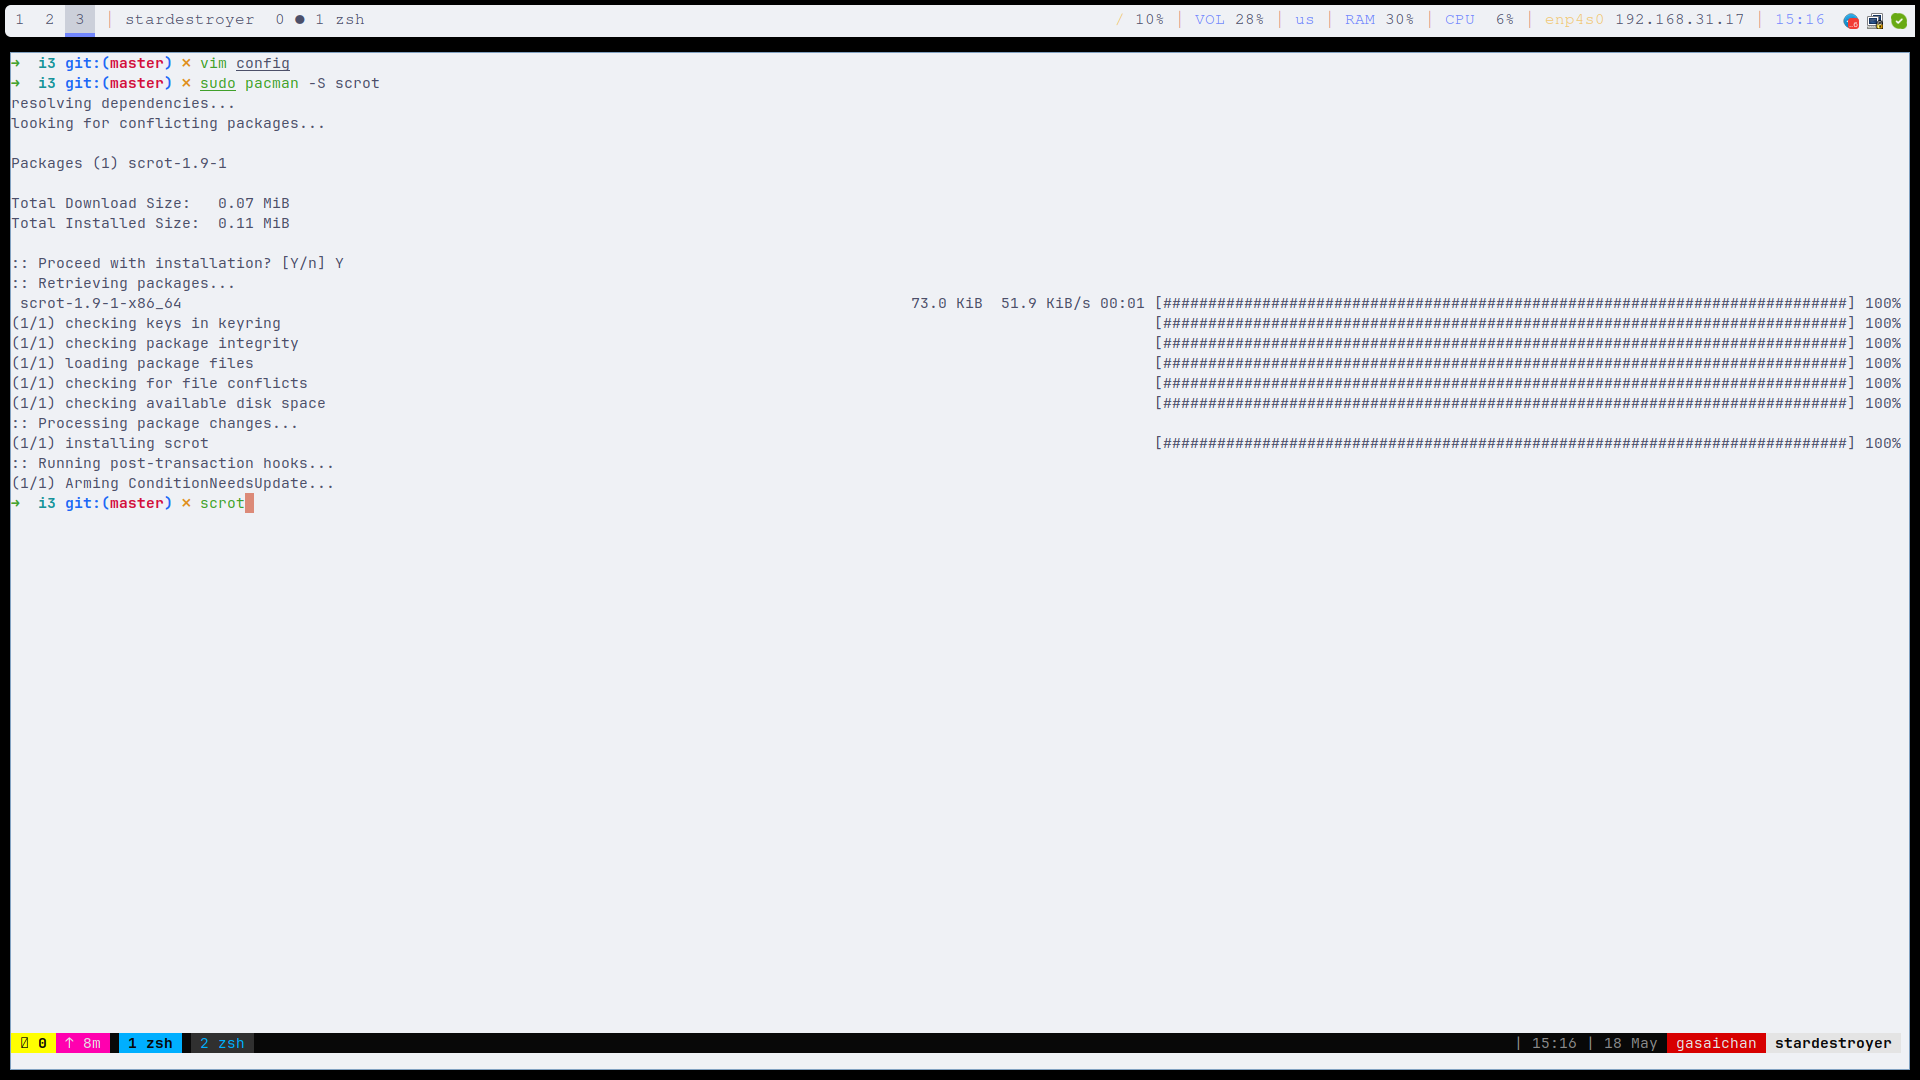 1 2 3 | stardestroyer 0 ● 1 zsh / 10% | VOL 28% | us | RAM 30% | CPU 6% | enp4s0 192.168.31.17 | 15:16
➜ i3 git:(master) × vim config
➜ i3 git:(master) × sudo pacman -S scrot
resolving dependencies...
looking for conflicting packages...
Packages (1) scrot-1.9-1
Total Download Size: 0.07 MiB
Total Installed Size: 0.11 MiB
:: Proceed with installation? [Y/n] Y
:: Retrieving packages...
scrot-1.9-1-x86_64 73.0 KiB 51.9 KiB/s 00:01 [############################################################################] 100%
(1/1) checking keys in keyring [############################################################################] 100%
(1/1) checking package integrity [############################################################################] 100%
(1/1) loading package files [############################################################################] 100%
(1/1) checking for file conflicts [############################################################################] 100%
(1/1) checking available disk space [############################################################################] 100%
:: Processing package changes...
(1/1) installing scrot [############################################################################] 100%
:: Running post-transaction hooks...
(1/1) Arming ConditionNeedsUpdate...
➜ i3 git:(master) × scrot
0 ↑ 8m 1 zsh 2 zsh | 15:16 | 18 May gasaichan stardestroyer